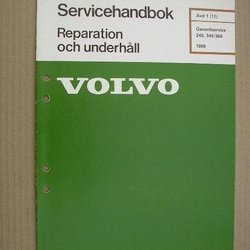 Servicehandbok
Reparation
och underhåll
Avd 1 (17)
Garantiservice
240, 340/360
1986
VOLVO